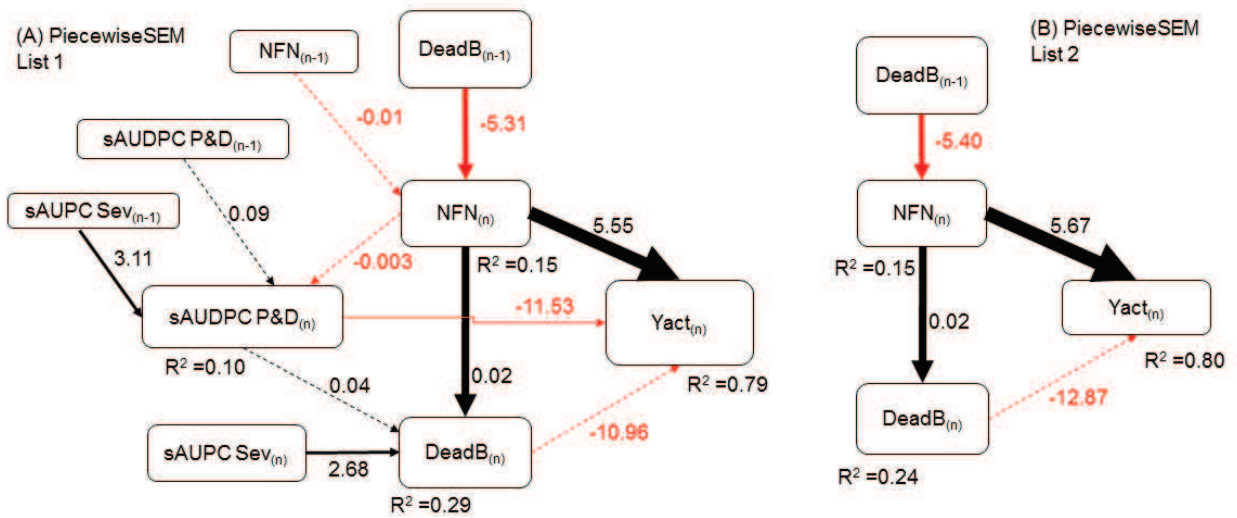 (A) PiecewiseSEM
List 1
NFN(n-1)
DeadB(n-1)
(B) PiecewiseSEM
List 2
DeadB(n-1)
-0.01
-5.31
-5.40
sAUDPC P&D(n-1)
sAUPC Sev(n-1)
0.09
NFN(n)
5.55
NFN(n)
5.67
3.11
-0.003
R² =0.15
R² =0.15
sAUDPC P&D(n)
-11.53
Yact(n)
0.02
Yact(n)
R² =0.10
0.04
0.02
R² =0.79
R² =0.80
-12.87
sAUPC Sev(n)
2.68
DeadB(n)
-10.96
DeadB(n)
R² =0.29
R² =0.24